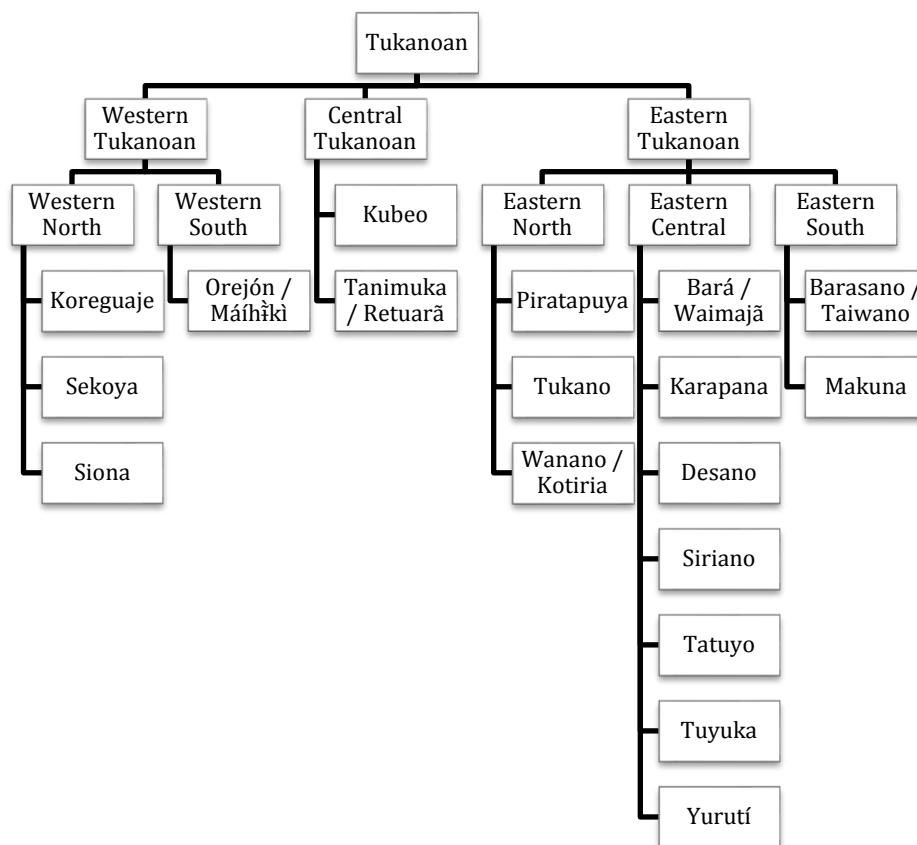 Tukanoan
Western
Tukanoan
Central
Tukanoan
Eastern
Tukanoan
Western
North
Western
South
Eastern
North
Eastern
Central
Eastern
South
Kubeo
Koreguaje
Orejón /
Máíhɨ̃̀kì
Tanimuka
/ Retuarã
Piratapuya
Bará /
Waimajã
Barasano /
Taiwano
Sekoya
Tukano
Karapana
Makuna
Siona
Wanano /
Kotiria
Desano
Siriano
Tatuyo
Tuyuka
Yurutí